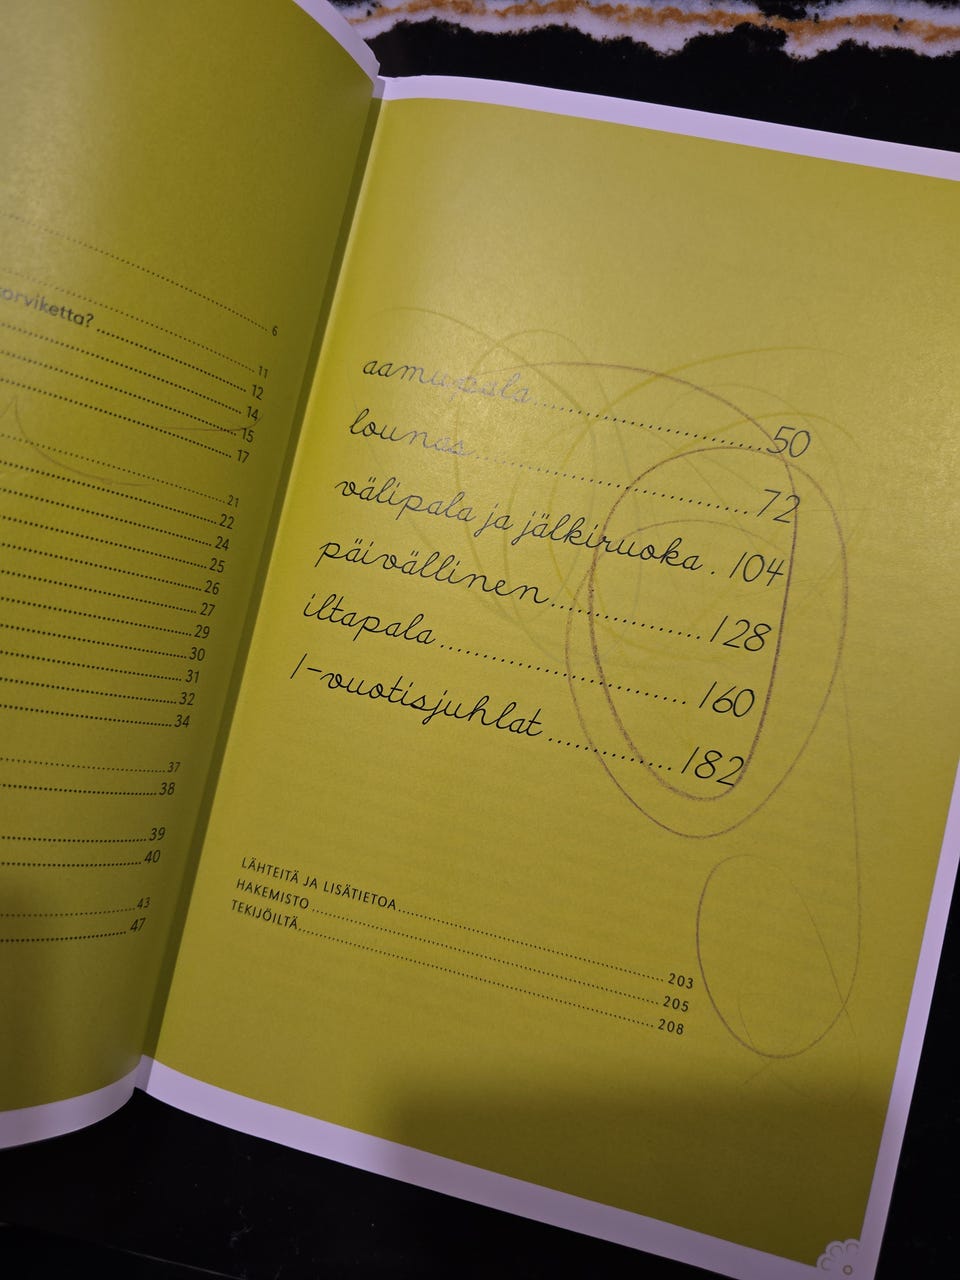 6
korviketta? 11
12
14
15
17
21
22
24
25
26
27
29
30
31
32
34
37
38
39
40
43
47
aamupala 50
lounas 72
välipala ja jälkiruoka . 104
päivällinen 128
iltapala 160
1-vuotisjuhlat 182
LÄHTEITÄ JA LISÄTIETOA 203
HAKEMISTO 205
TEKIJÖILTÄ 208